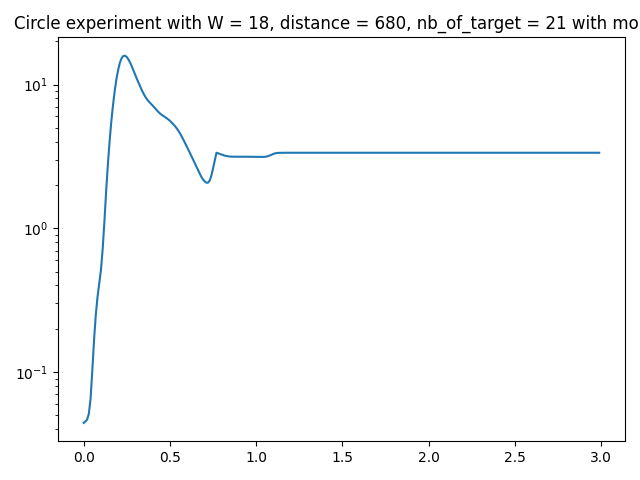 Circle experiment with W = 18, distance = 680, nb_of_target = 21 with mo
10¹
10⁰
10⁻¹
0.0 0.5 1.0 1.5 2.0 2.5 3.0